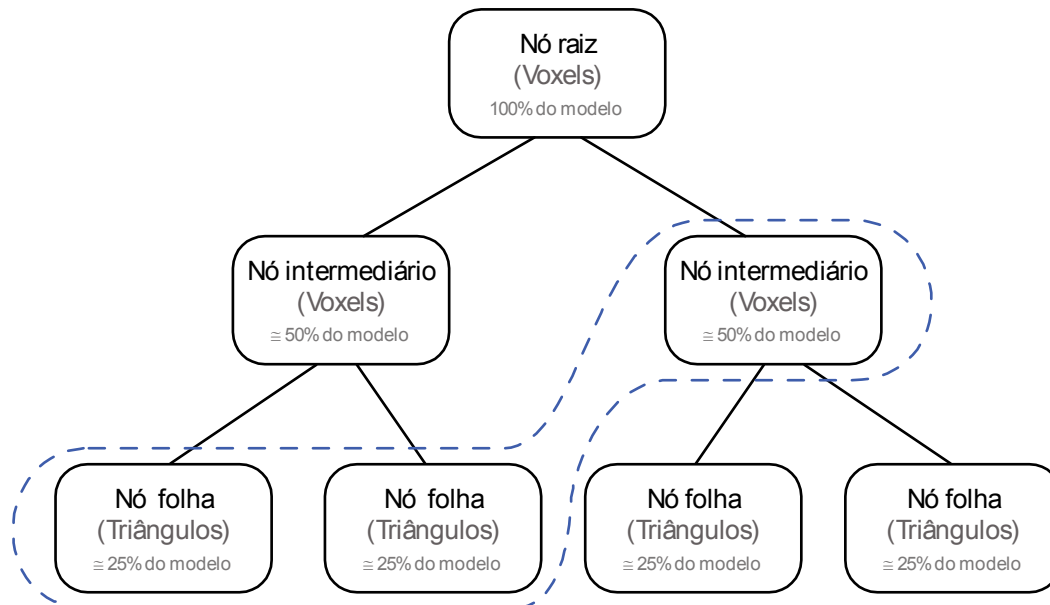 Nó raiz
(Voxels)
100% do modelo
Nó intermediário
(Voxels)
≅ 50% do modelo
Nó intermediário
(Voxels)
≅ 50% do modelo
Nó folha
(Triângulos)
≅ 25% do modelo
Nó folha
(Triângulos)
≅ 25% do modelo
Nó folha
(Triângulos)
≅ 25% do modelo
Nó folha
(Triângulos)
≅ 25% do modelo